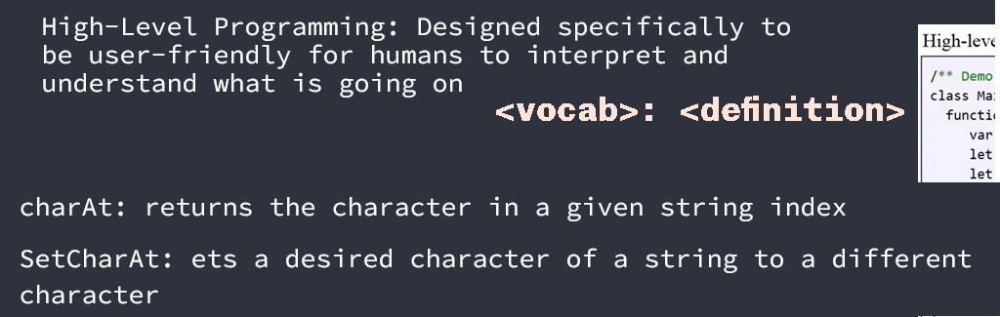 High-Level Programming: Designed specifically to
be user-friendly for humans to interpret and
understand what is going on
<vocab>: <definition>
High-leve
/** Demo
class Ma
functi
var
let
let
charAt: returns the character in a given string index
SetCharAt: ets a desired character of a string to a different
character